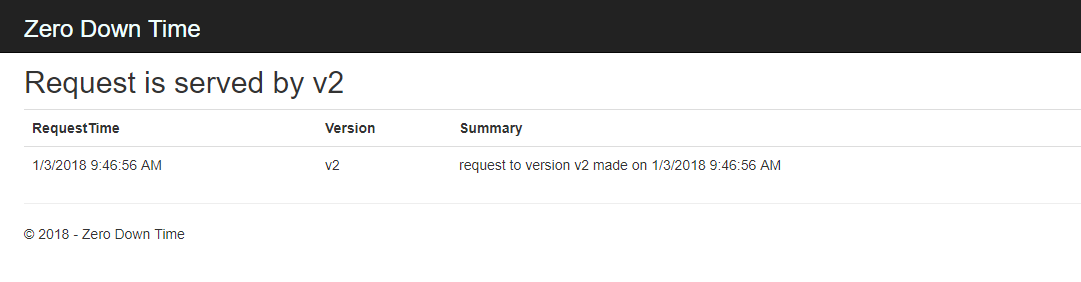 Zero Down Time
Request is served by v2
RequestTime Version Summary
1/3/2018 9:46:56 AM v2 request to version v2 made on 1/3/2018 9:46:56 AM
© 2018 - Zero Down Time